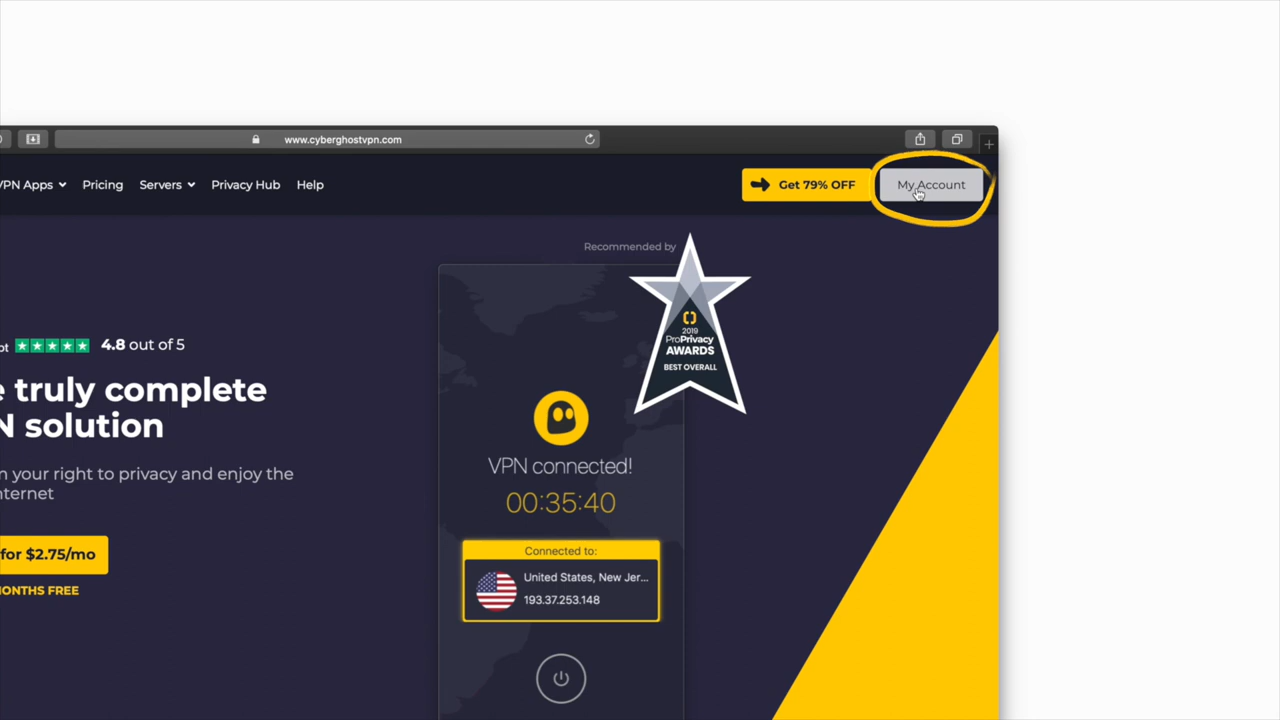 www.cyberghostvpn.com
VPN Apps Pricing Servers Privacy Hub Help
Get 79% OFF
My Account
Recommended by
2019
ProPrivacy
AWARDS
BEST OVERALL
4.8 out of 5
truly complete
solution
your right to privacy and enjoy the
VPN connected!
00:35:40
Connected to:
United States, New Jer...
193.37.253.148
for $2.75/mo
FREE